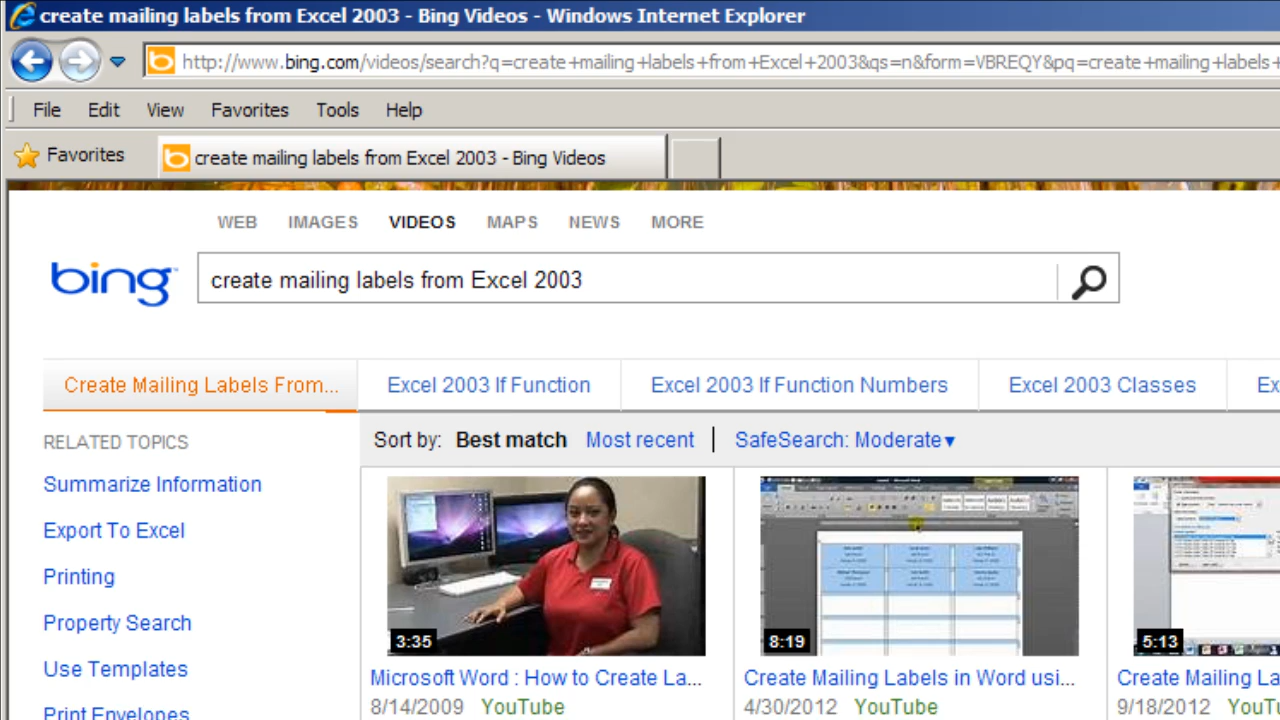 create mailing labels from Excel 2003 - Bing Videos - Windows Internet Explorer
http://www.bing.com/videos/search?q=create+mailing+labels+from+Excel+2003&qs=n&form=VBREQY&pq=create+mailing+labels+
File Edit View Favorites Tools Help
Favorites
create mailing labels from Excel 2003 - Bing Videos
WEB IMAGES VIDEOS MAPS NEWS MORE
bing
create mailing labels from Excel 2003
Create Mailing Labels From... Excel 2003 If Function Excel 2003 If Function Numbers Excel 2003 Classes Ex
RELATED TOPICS
Sort by: Best match Most recent | SafeSearch: Moderate▼
Summarize Information
Export To Excel
Printing
Property Search
Use Templates
Print Envelopes
3:35 8:19 5:13
Microsoft Word : How to Create La... Create Mailing Labels in Word usi... Create Mailing La
8/14/2009 YouTube 4/30/2012 YouTube 9/18/2012 YouTu